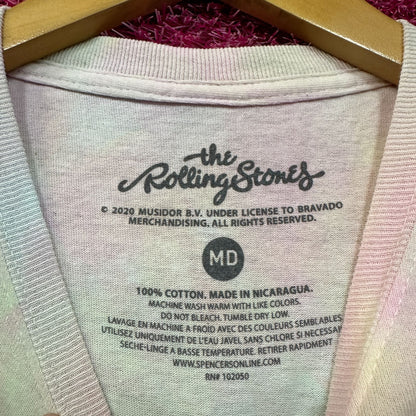 the
Rolling Stones
© 2020 MUSIDOR B.V. UNDER LICENSE TO BRAVADO
MERCHANDISING. ALL RIGHTS RESERVED.
MD
100% COTTON. MADE IN NICARAGUA.
MACHINE WASH WARM WITH LIKE COLORS.
DO NOT BLEACH. TUMBLE DRY LOW.
LAVAGE EN MACHINE A FROID AVEC DES COULEURS SEMBLABLES
UTILISEZ UNIQUEMENT DE L'EAU JAVEL SANS CHLORE SI NECESSAI
SECHE-LINGE A BASSE TEMPERATURE. RETIRER RAPIDMENT
WWW.SPENCERSONLINE.COM
RN# 102050